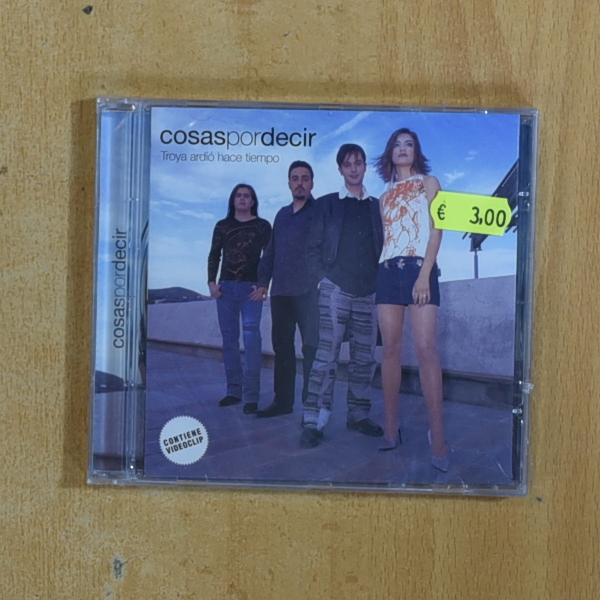 cosaspordecir
Troya ardió hace tiempo
€ 3,00
cosaspordecir
CONTIENE
VIDEOCLIP